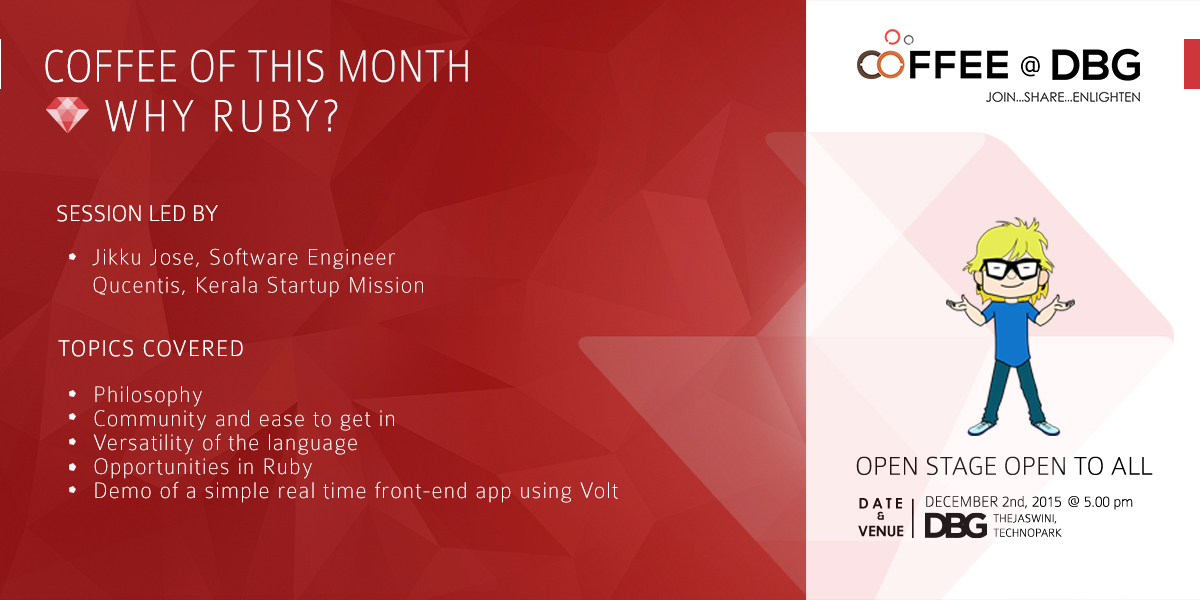 COFFEE OF THIS MONTH
WHY RUBY?
SESSION LED BY
• Jikku Jose, Software Engineer
Qucentis, Kerala Startup Mission
TOPICS COVERED
• Philosophy
• Community and ease to get in
• Versatility of the language
• Opportunities in Ruby
• Demo of a simple real time front-end app using Volt
COFFEE @ DBG
JOIN...SHARE...ENLIGHTEN
OPEN STAGE OPEN TO ALL
DATE
&
VENUE
DECEMBER 2nd, 2015 @ 5.00 pm
DBG THEJASWINI,
TECHNOPARK